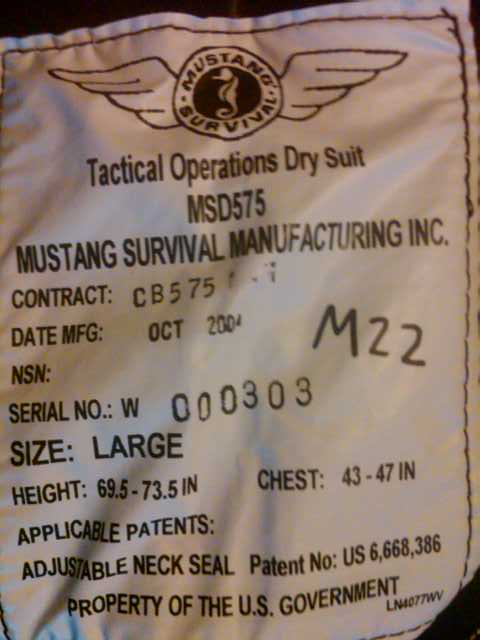 MUSTANG
SURVIVAL
Tactical Operations Dry Suit
MSD575
MUSTANG SURVIVAL MANUFACTURING INC.
CONTRACT: CB575
DATE MFG: OCT 2004
M22
NSN:
SERIAL NO.: W 000303
SIZE: LARGE
HEIGHT: 69.5 - 73.5 IN CHEST: 43 - 47 IN
APPLICABLE PATENTS:
ADJUSTABLE NECK SEAL Patent No: US 6,668,386
PROPERTY OF THE U.S. GOVERNMENT
LN4077WV